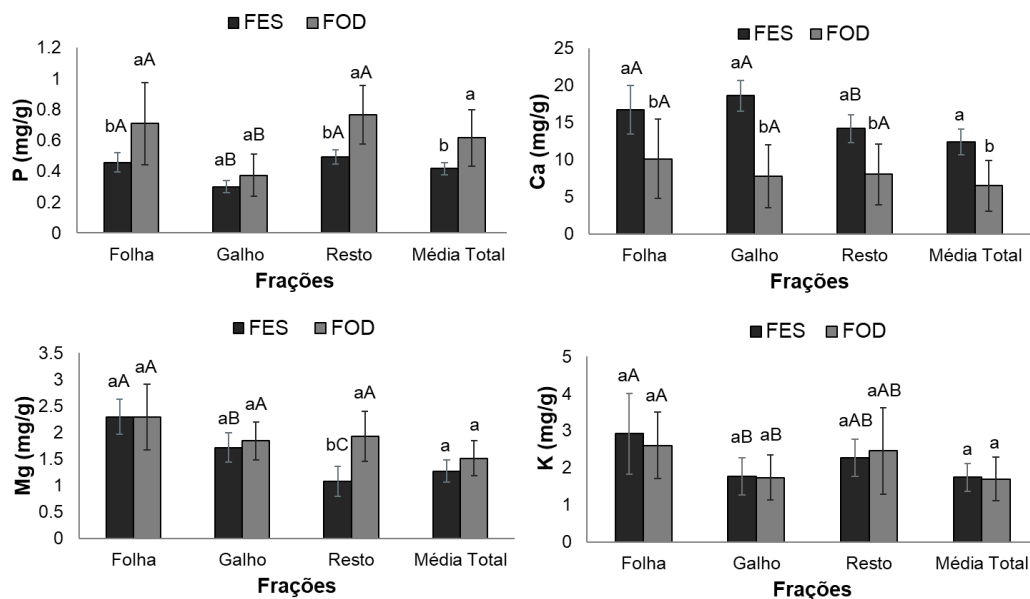 FES FOD
P (mg/g)
1.2
1
0.8
0.6
0.4
0.2
0
bA aA aB aB bA aA b a
Folha Galho Resto Média Total
Frações
FES FOD
Ca (mg/g)
25
20
15
10
5
0
aA bA aA bA aB bA a b
Folha Galho Resto Média Total
Frações
FES FOD
Mg (mg/g)
3.5
3
2.5
2
1.5
1
0.5
0
aA aA aB aA bC aA a a
Folha Galho Resto Média Total
Frações
FES FOD
K (mg/g)
5
4
3
2
1
0
aA aA aB aB aAB aAB a a
Folha Galho Resto Média Total
Frações